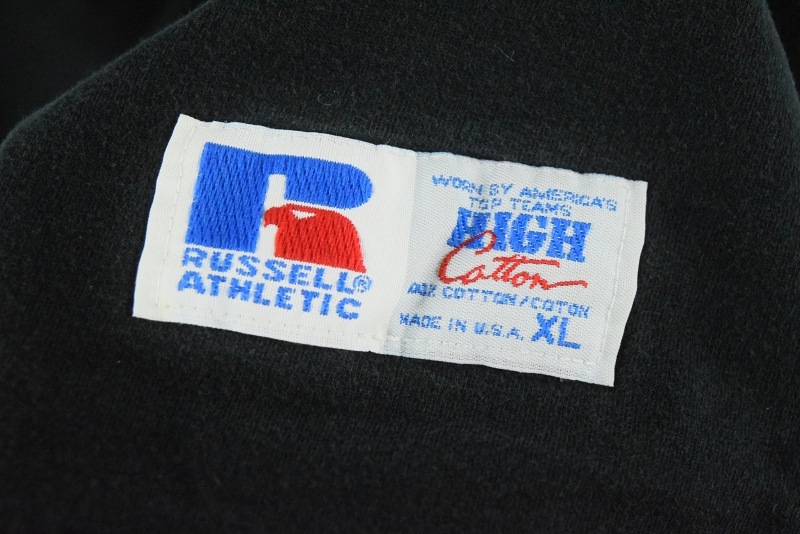 RUSSELL®
ATHLETIC
WORN BY AMERICA'S
TOP TEAMS
HIGH
Cotton
COTTON/COTON
MADE IN U.S.A. XL